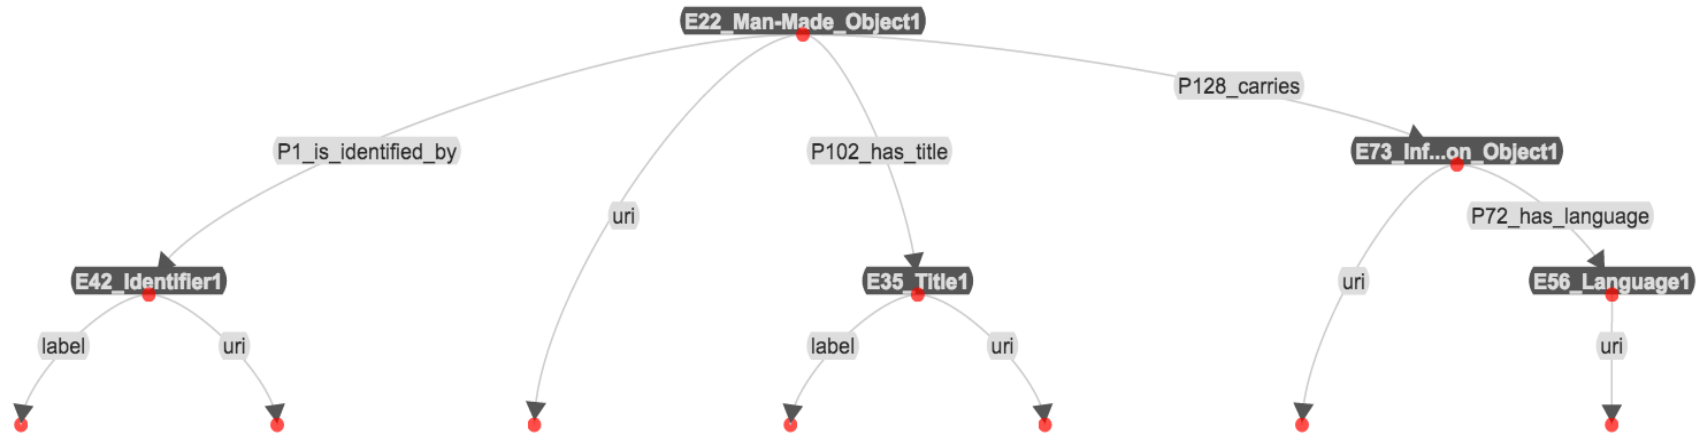 E22_Man-Made_Object1
P128_carries
P1_is_identified_by
P102_has_title
E73_Inf...on_Object1
uri
P72_has_language
E42_Identifier1
E35_Title1
uri
E56_Language1
label
uri
label
uri
uri